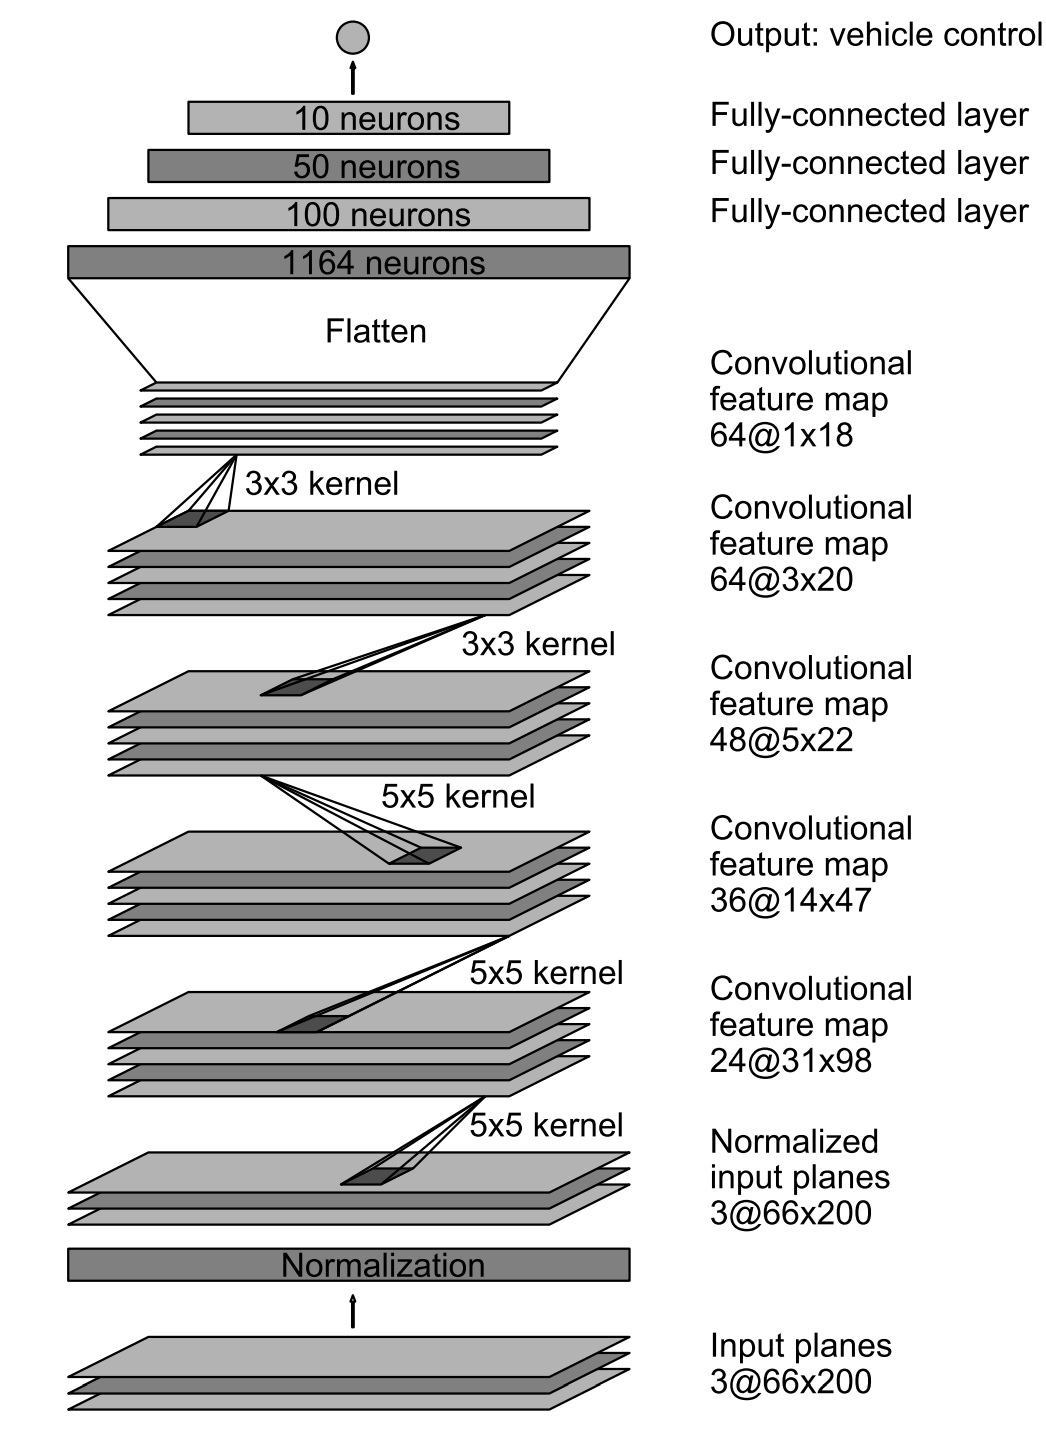 Output: vehicle control
10 neurons
Fully-connected layer
50 neurons
Fully-connected layer
100 neurons
Fully-connected layer
1164 neurons
Flatten
Convolutional
feature map
64@1x18
3x3 kernel
Convolutional
feature map
64@3x20
3x3 kernel
Convolutional
feature map
48@5x22
5x5 kernel
Convolutional
feature map
36@14x47
5x5 kernel
Convolutional
feature map
24@31x98
5x5 kernel
Normalized
input planes
3@66x200
Normalization
Input planes
3@66x200